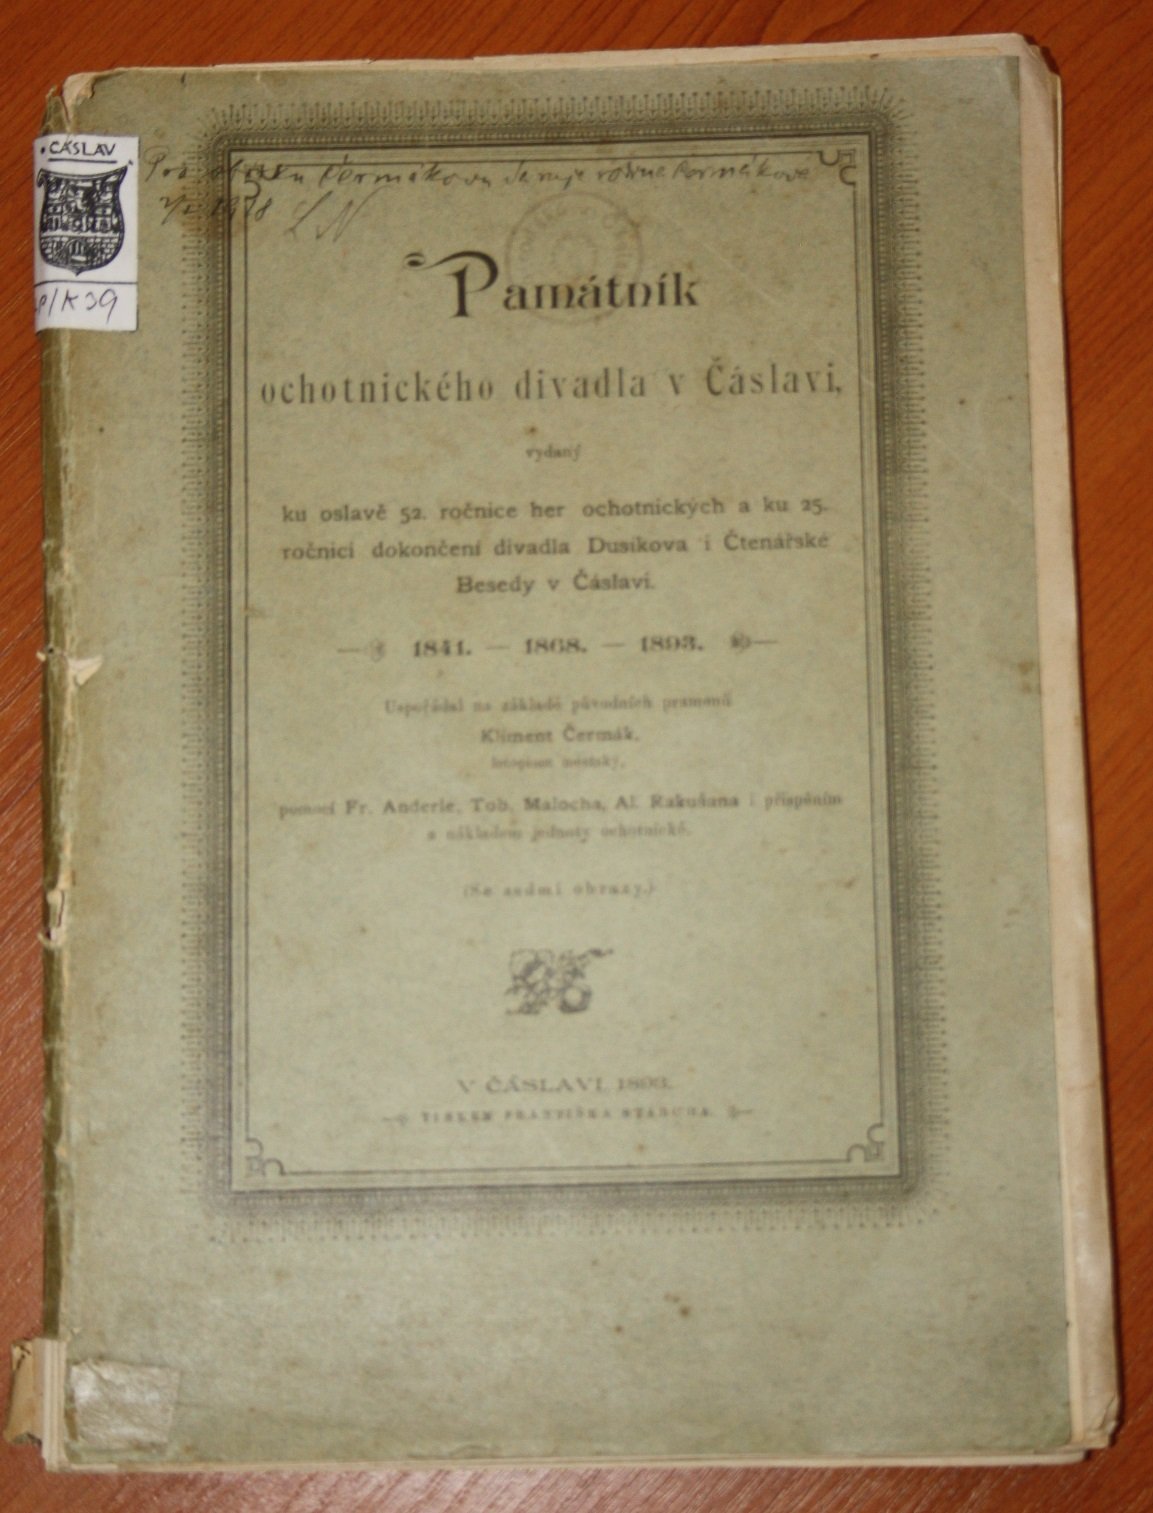 ČÁSLAV
Památník
ochotnického divadla v Čáslavi,
vydaný
ku oslavě 52. ročnice her ochotnických a ku 25.
ročnici dokončení divadla Dusíkova i Čtenářské
Besedy v Čáslavi.
1841. — 1868. — 1893.
Uspořádal na základě původních pramenů
Kliment Čermák,
letopisec městský,
pomocí Fr. Anderle, Tob. Malocha, Al. Rakušana i přispěním
a nákladem jednoty ochotnické.
(Se sedmi obrazy.)
V ČÁSLAVI 1893.
TISKEM FRANTIŠKA STARCHA.